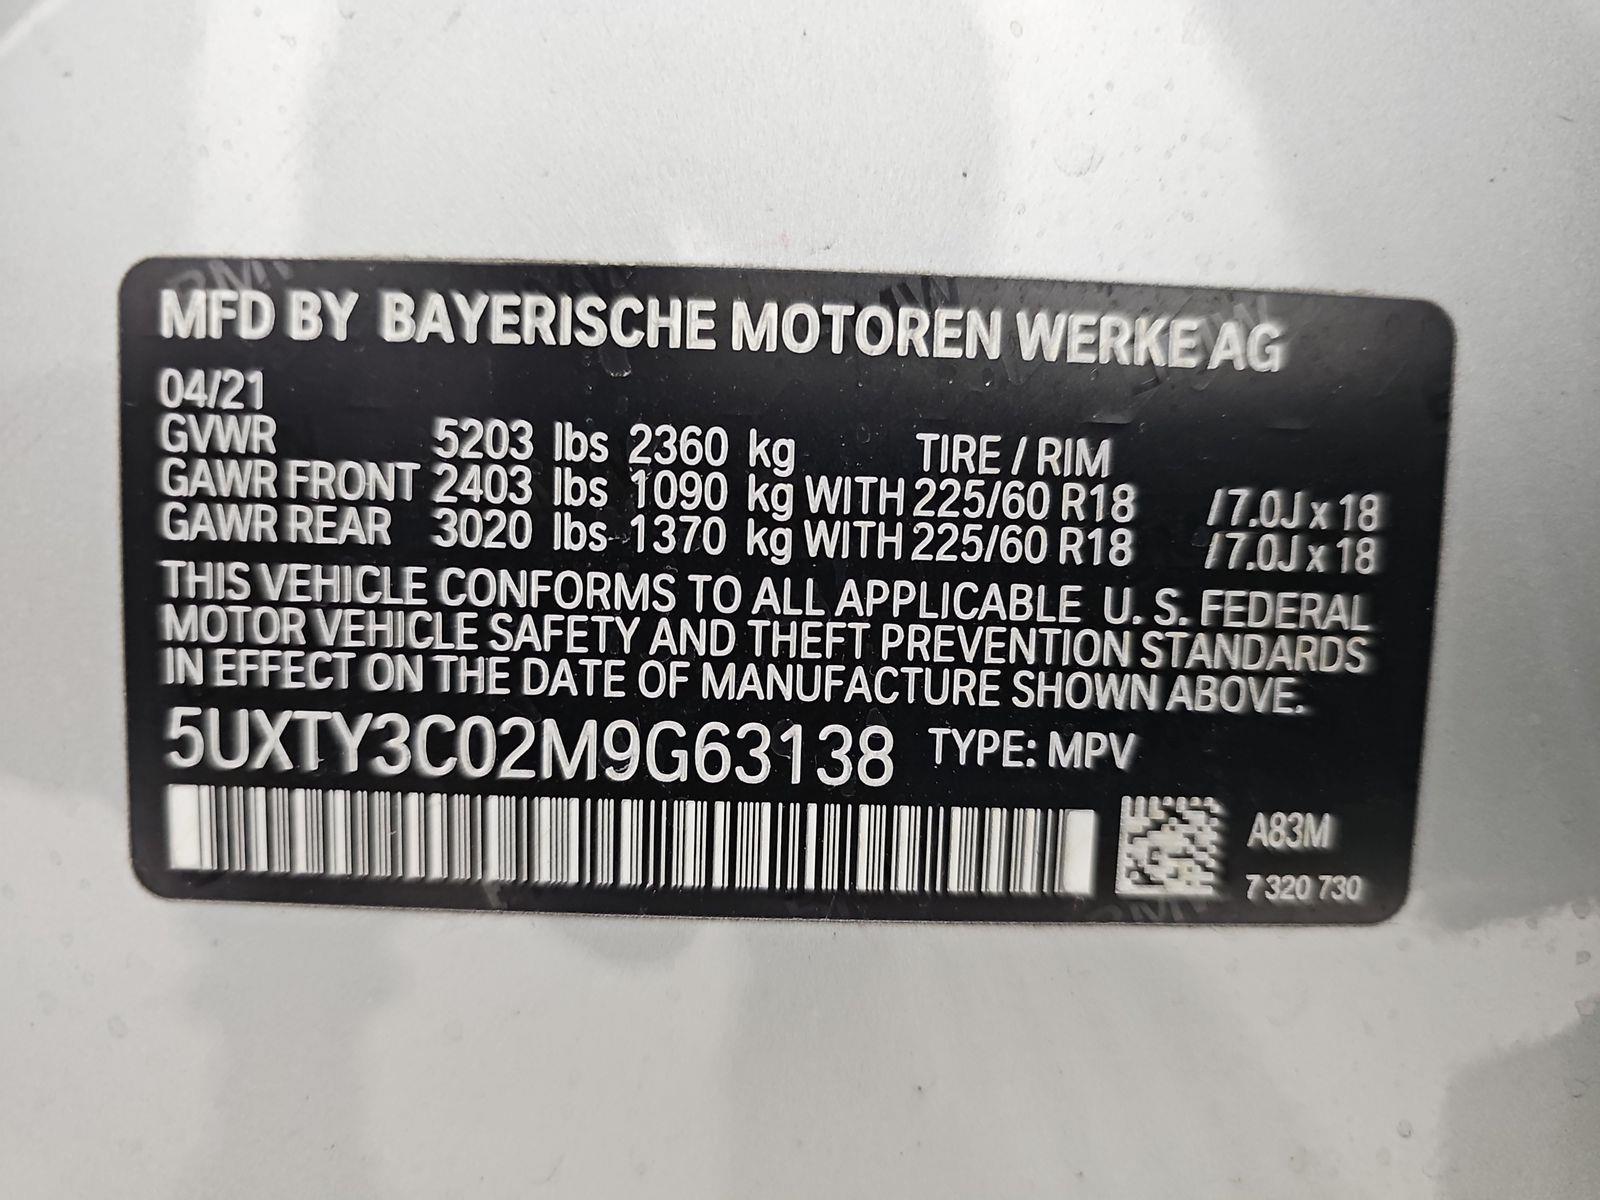 MFD BY BAYERISCHE MOTOREN WERKE AG
04/21
GVWR 5203 lbs 2360 kg TIRE / RIM
GAWR FRONT 2403 lbs 1090 kg WITH 225/60 R18 / 7.0J x 18
GAWR REAR 3020 lbs 1370 kg WITH 225/60 R18 / 7.0J x 18
THIS VEHICLE CONFORMS TO ALL APPLICABLE U. S. FEDERAL
MOTOR VEHICLE SAFETY AND THEFT PREVENTION STANDARDS
IN EFFECT ON THE DATE OF MANUFACTURE SHOWN ABOVE.
5UXTY3C02M9G63138 TYPE: MPV
A83M
7 320 730